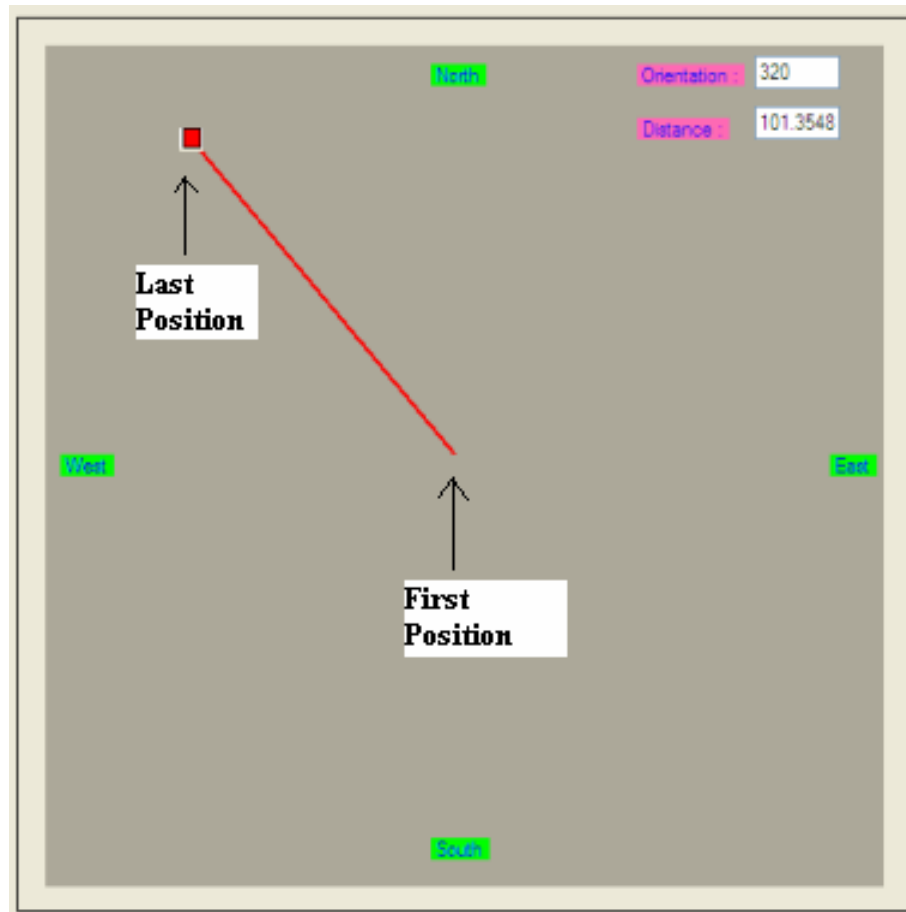 North
Orientation :
320
Distance :
101.3548
Last
Position
West
East
First
Position
South